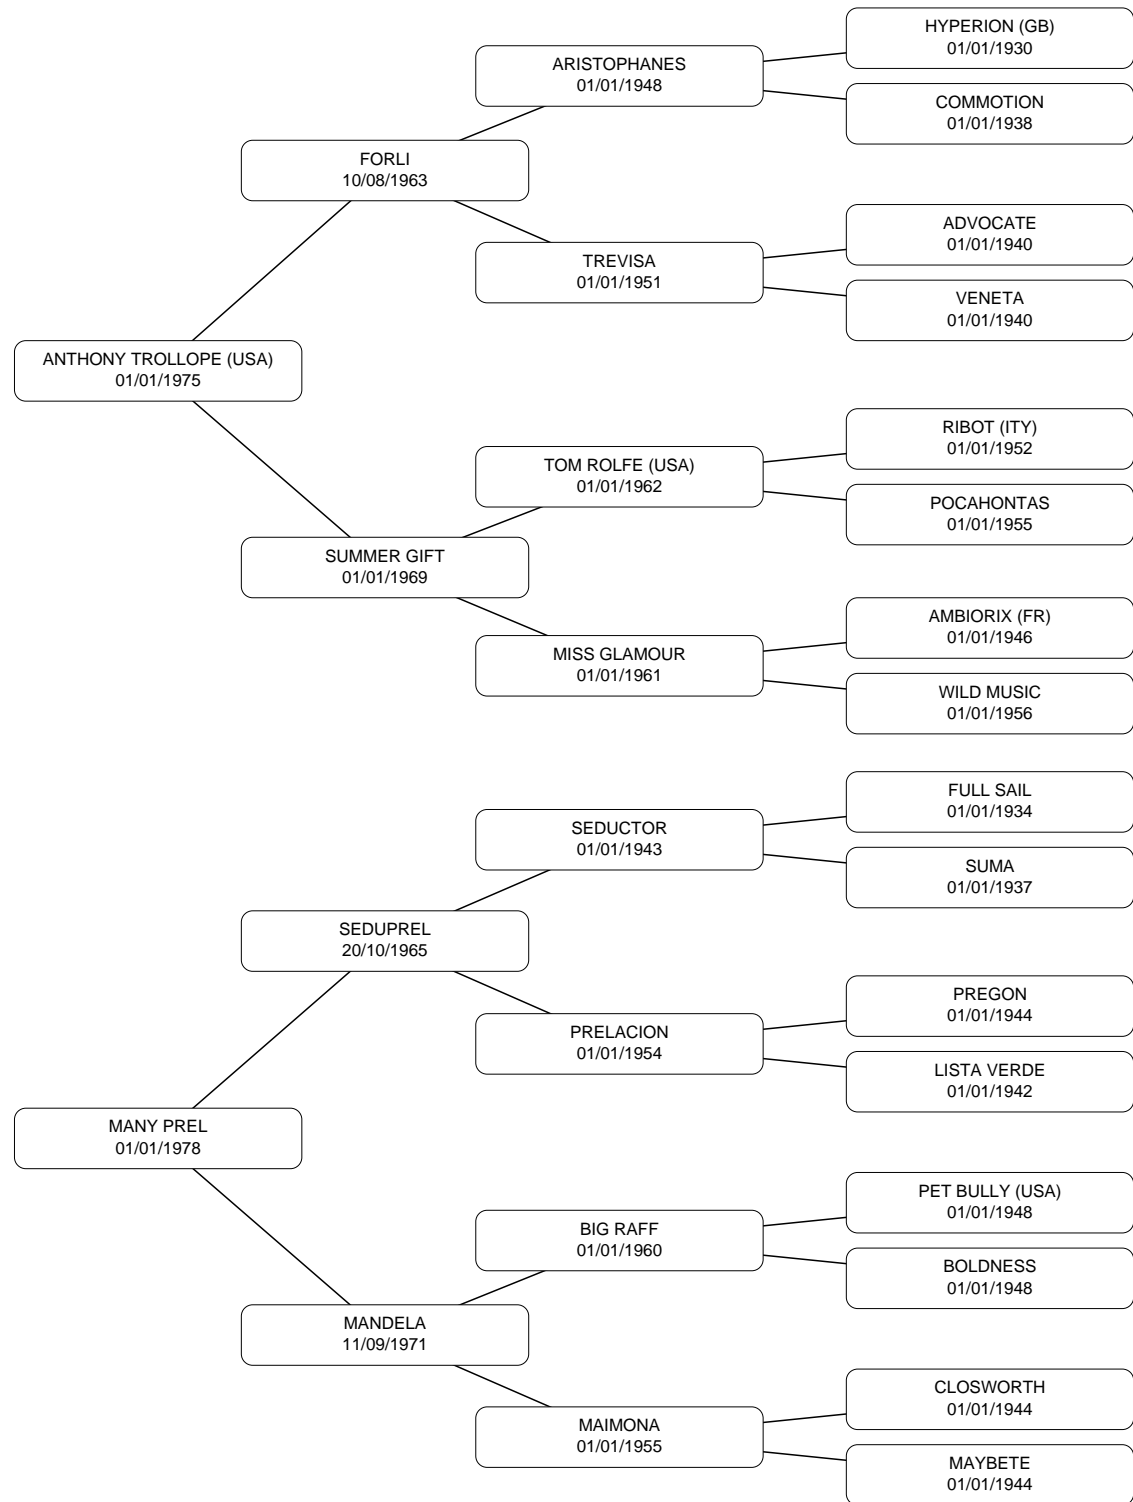 HYPERION (GB)
01/01/1930
ARISTOPHANES
01/01/1948
COMMOTION
01/01/1938
FORLI
10/08/1963
ADVOCATE
01/01/1940
TREVISA
01/01/1951
VENETA
01/01/1940
ANTHONY TROLLOPE (USA)
01/01/1975
RIBOT (ITY)
01/01/1952
TOM ROLFE (USA)
01/01/1962
POCAHONTAS
01/01/1955
SUMMER GIFT
01/01/1969
AMBIORIX (FR)
01/01/1946
MISS GLAMOUR
01/01/1961
WILD MUSIC
01/01/1956
FULL SAIL
01/01/1934
SEDUCTOR
01/01/1943
SUMA
01/01/1937
SEDUPREL
20/10/1965
PREGON
01/01/1944
PRELACION
01/01/1954
LISTA VERDE
01/01/1942
MANY PREL
01/01/1978
PET BULLY (USA)
01/01/1948
BIG RAFF
01/01/1960
BOLDNESS
01/01/1948
MANDELA
11/09/1971
CLOSWORTH
01/01/1944
MAIMONA
01/01/1955
MAYBETE
01/01/1944